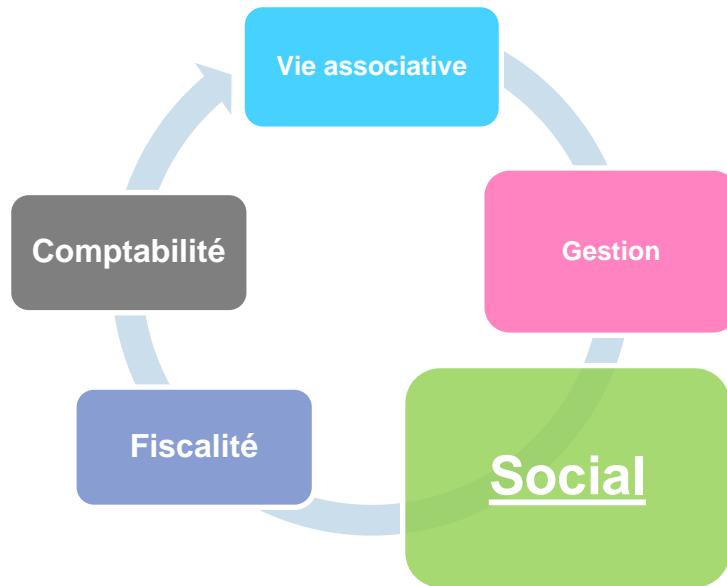 Vie associative
Gestion
Social
Fiscalité
Comptabilité